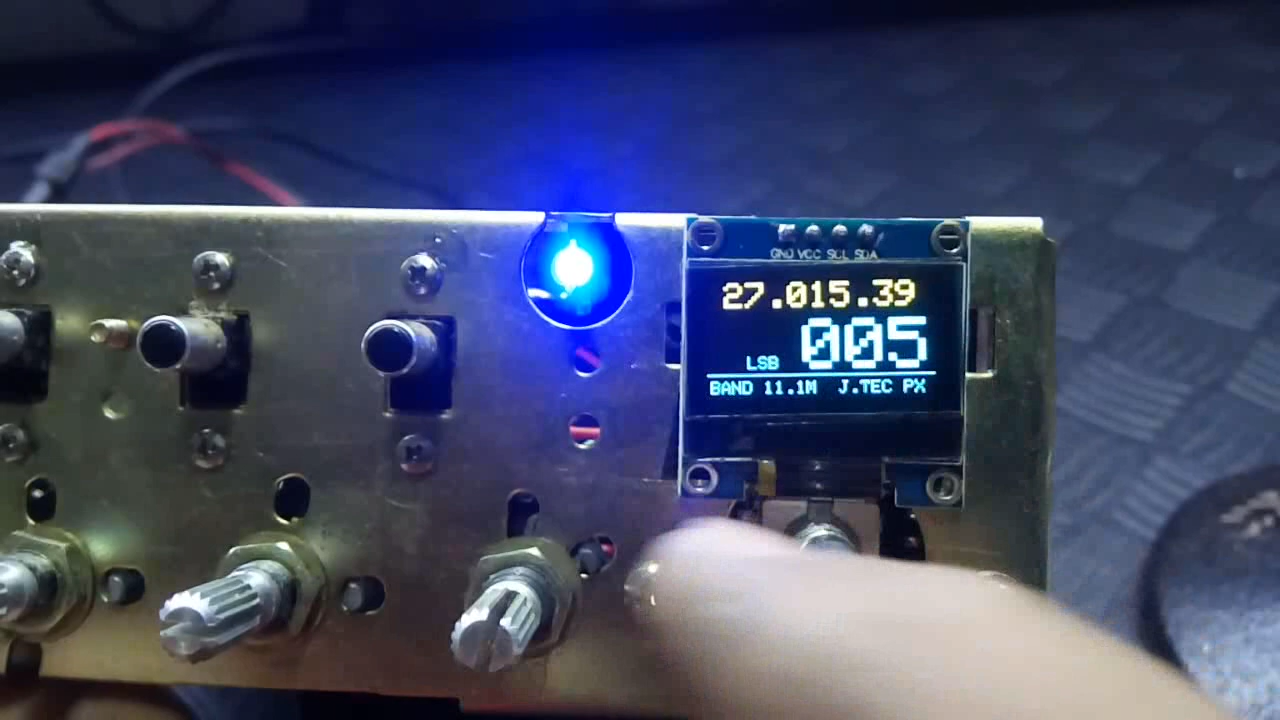 GND VCC SCL SDA
27.015.39
005
LSB
BAND 11.1M J.TEC PX